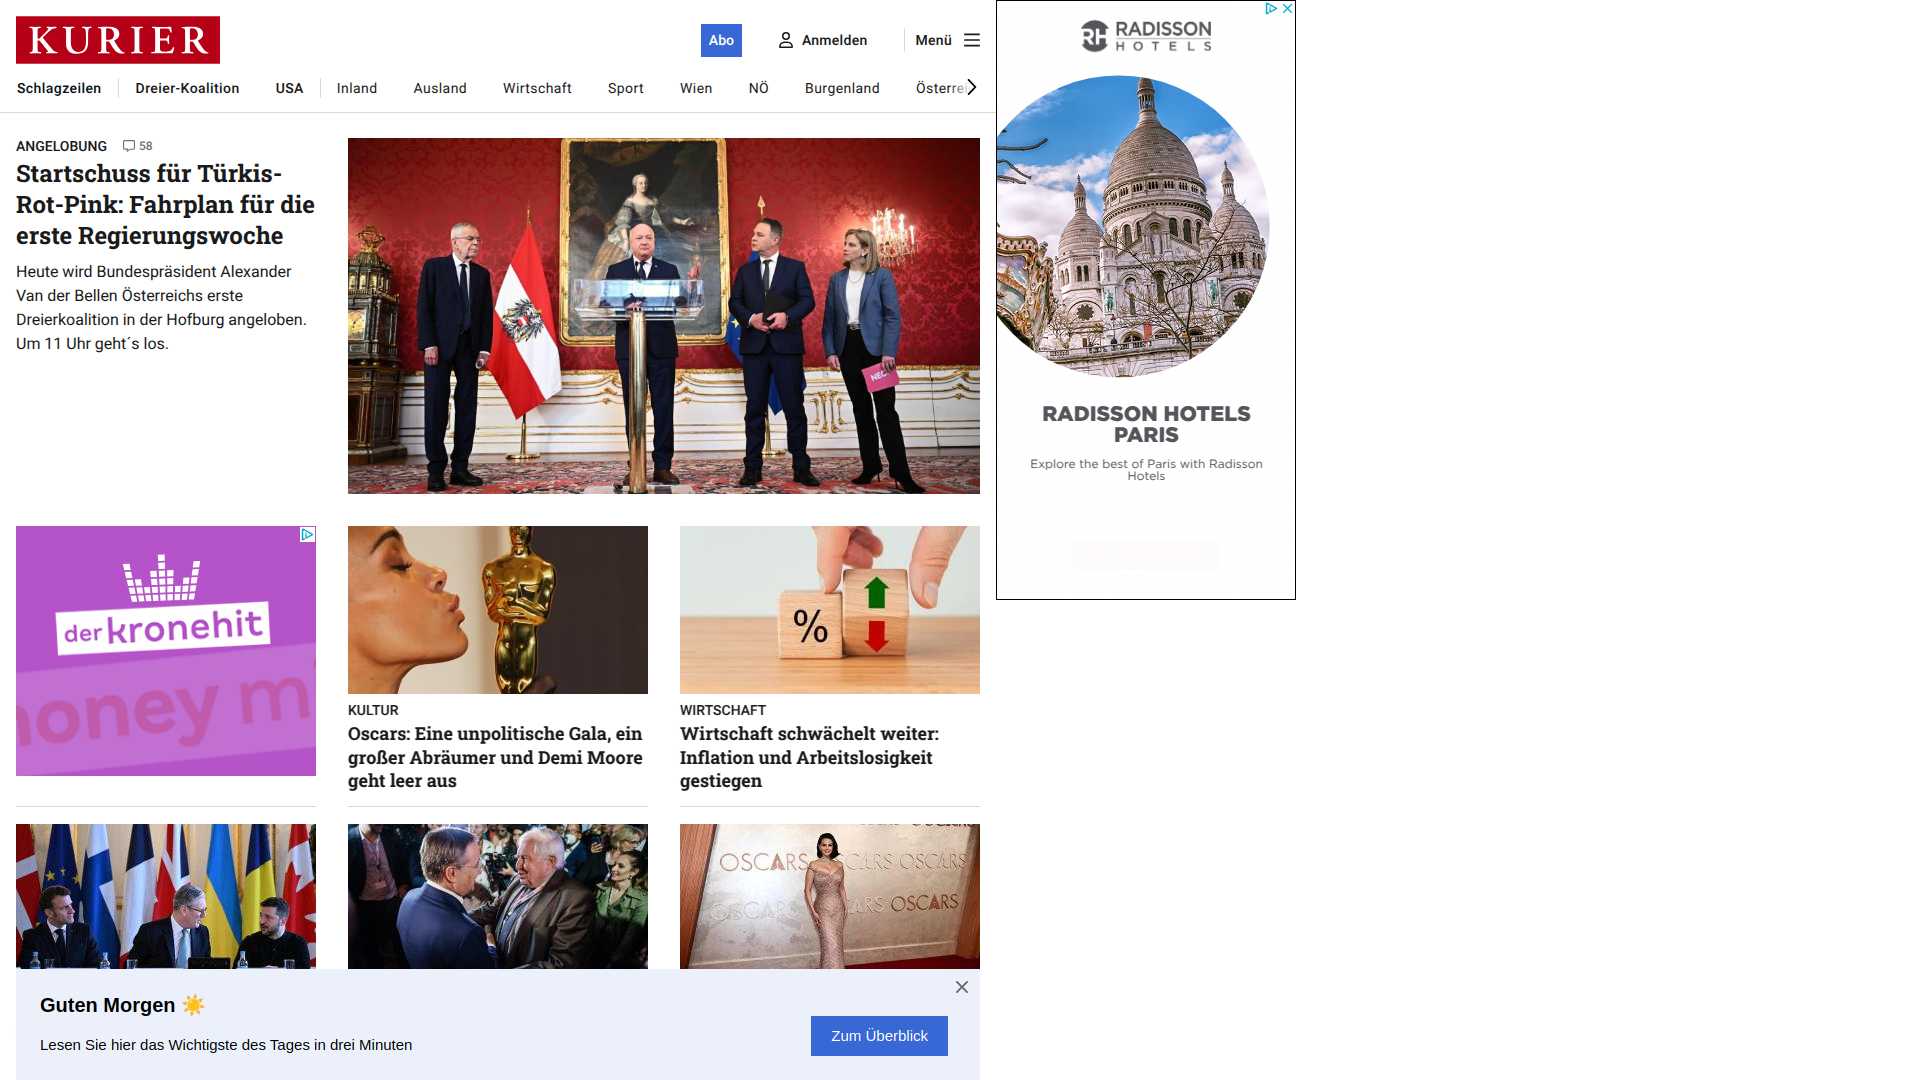 KURIER
Abo
Anmelden
Menü
Schlagzeilen
Dreier-Koalition
USA
Inland
Ausland
Wirtschaft
Sport
Wien
NÖ
Burgenland
Österre
ANGELOBUNG 58
Startschuss für Türkis-
Rot-Pink: Fahrplan für die
erste Regierungswoche
Heute wird Bundespräsident Alexander
Van der Bellen Österreichs erste
Dreierkoalition in der Hofburg angeloben.
Um 11 Uhr geht´s los.
NEOS
RH RADISSON
HOTELS
RADISSON HOTELS
PARIS
Explore the best of Paris with Radisson
Hotels
der kronehit
money m
%
KULTUR
Oscars: Eine unpolitische Gala, ein
großer Abräumer und Demi Moore
geht leer aus
WIRTSCHAFT
Wirtschaft schwächelt weiter:
Inflation und Arbeitslosigkeit
gestiegen
OSCARS OSCARS OSCARS
OSCARS
OSCARS OSCARS OSCARS
Guten Morgen ☀️
Lesen Sie hier das Wichtigste des Tages in drei Minuten
Zum Überblick